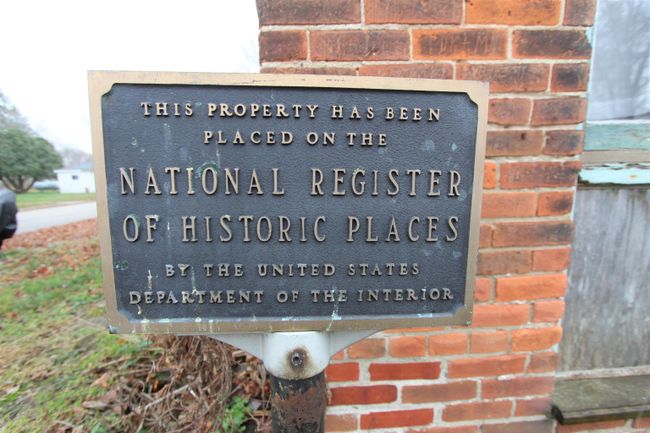 THIS PROPERTY HAS BEEN
PLACED ON THE
NATIONAL REGISTER
OF HISTORIC PLACES
BY THE UNITED STATES
DEPARTMENT OF THE INTERIOR